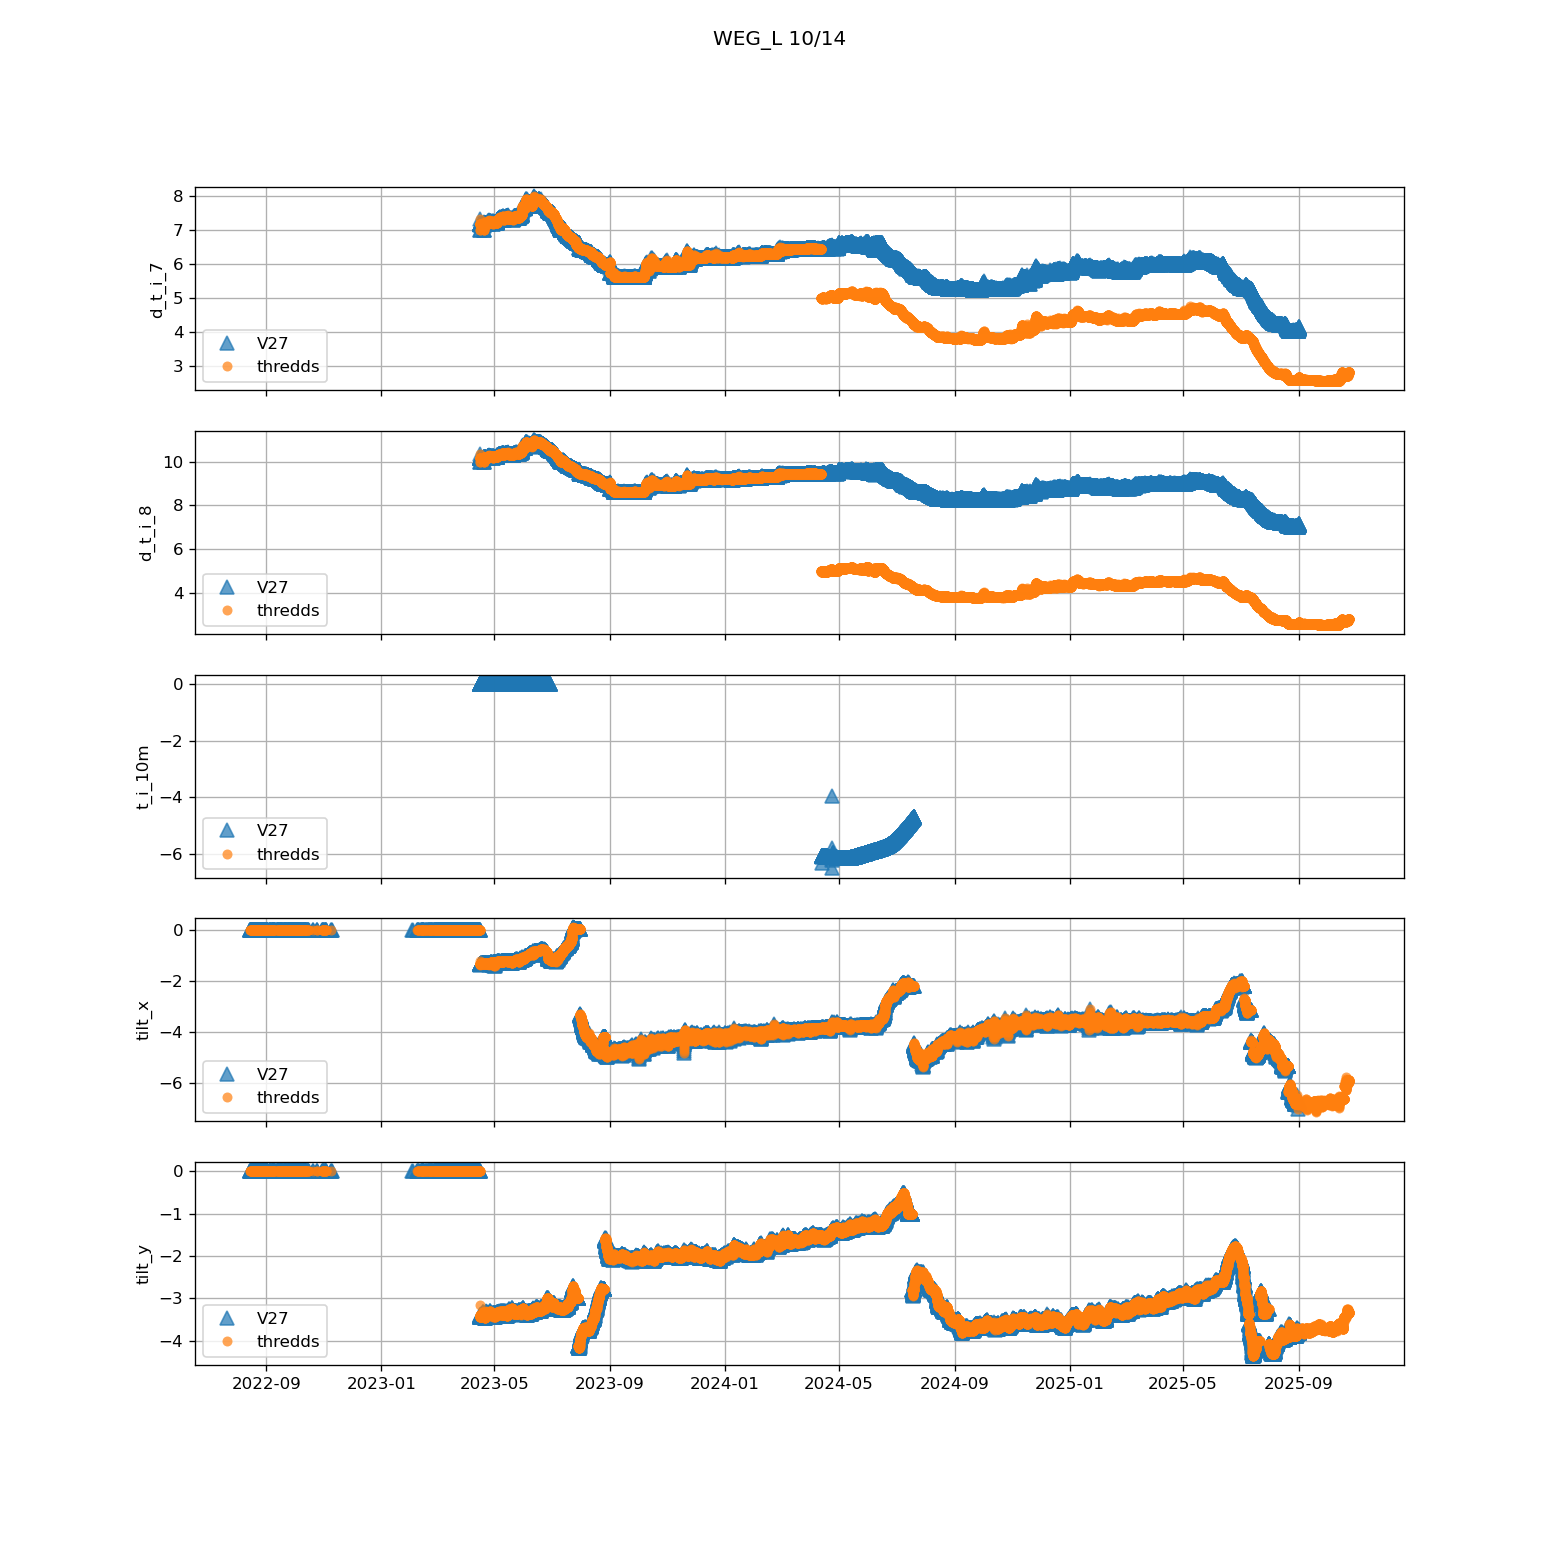 WEG_L 10/14
8
7
6
5
4
3
d_t_i_7
V27
thredds
10
8
6
4
d_t_i_8
V27
thredds
0
−2
−4
−6
t_i_10m
V27
thredds
0
−2
−4
−6
tilt_x
V27
thredds
0
−1
−2
−3
−4
tilt_y
V27
thredds
2022-09 2023-01 2023-05 2023-09 2024-01 2024-05 2024-09 2025-01 2025-05 2025-09